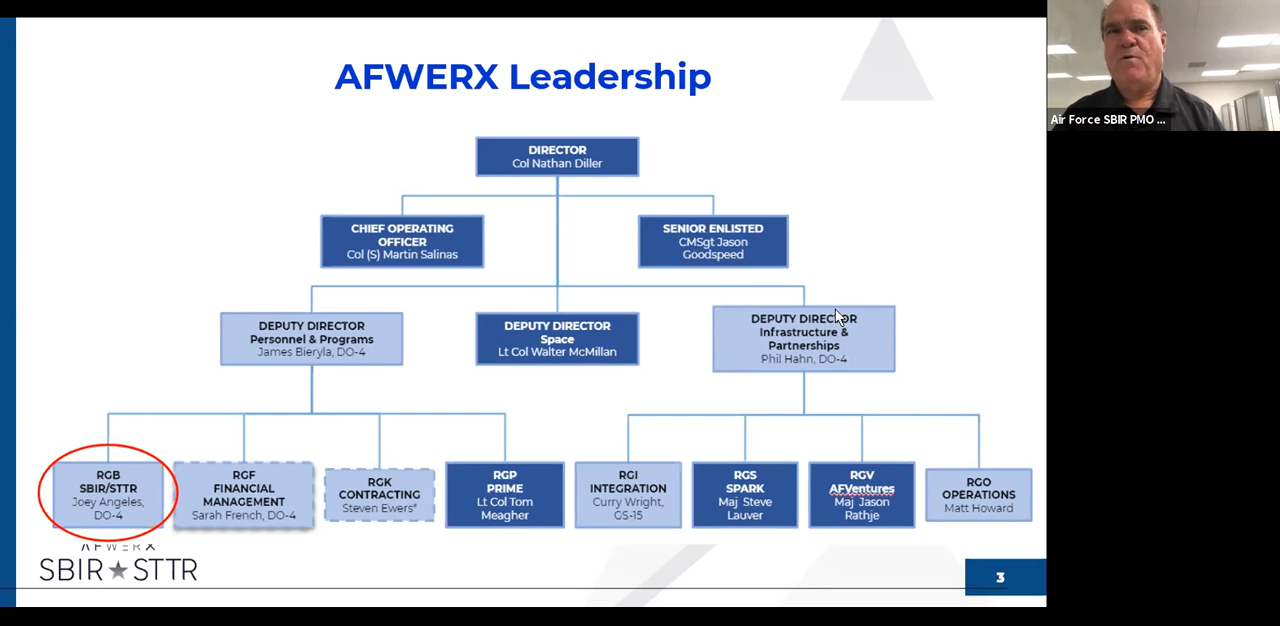 AFWERX Leadership
Air Force SBIR PMO ...
DIRECTOR
Col Nathan Diller
CHIEF OPERATING
OFFICER
Col (S) Martin Salinas
SENIOR ENLISTED
CMSgt Jason
Goodspeed
DEPUTY DIRECTOR
Personnel & Programs
James Bieryla, DO-4
DEPUTY DIRECTOR
Space
Lt Col Walter McMillan
DEPUTY DIRECTOR
Infrastructure &
Partnerships
Phil Hahn, DO-4
RGB
SBIR/STTR
Joey Angeles,
DO-4
RGF
FINANCIAL
MANAGEMENT
Sarah French, DO-4
RGK
CONTRACTING
Steven Ewers*
RGP
PRIME
Lt Col Tom
Meagher
RGI
INTEGRATION
Curry Wright,
GS-15
RGS
SPARK
Maj Steve
Lauver
RGV
AFVentures
Maj Jason
Rathje
RGO
OPERATIONS
Matt Howard
AFWERX
SBIR★STTR
3